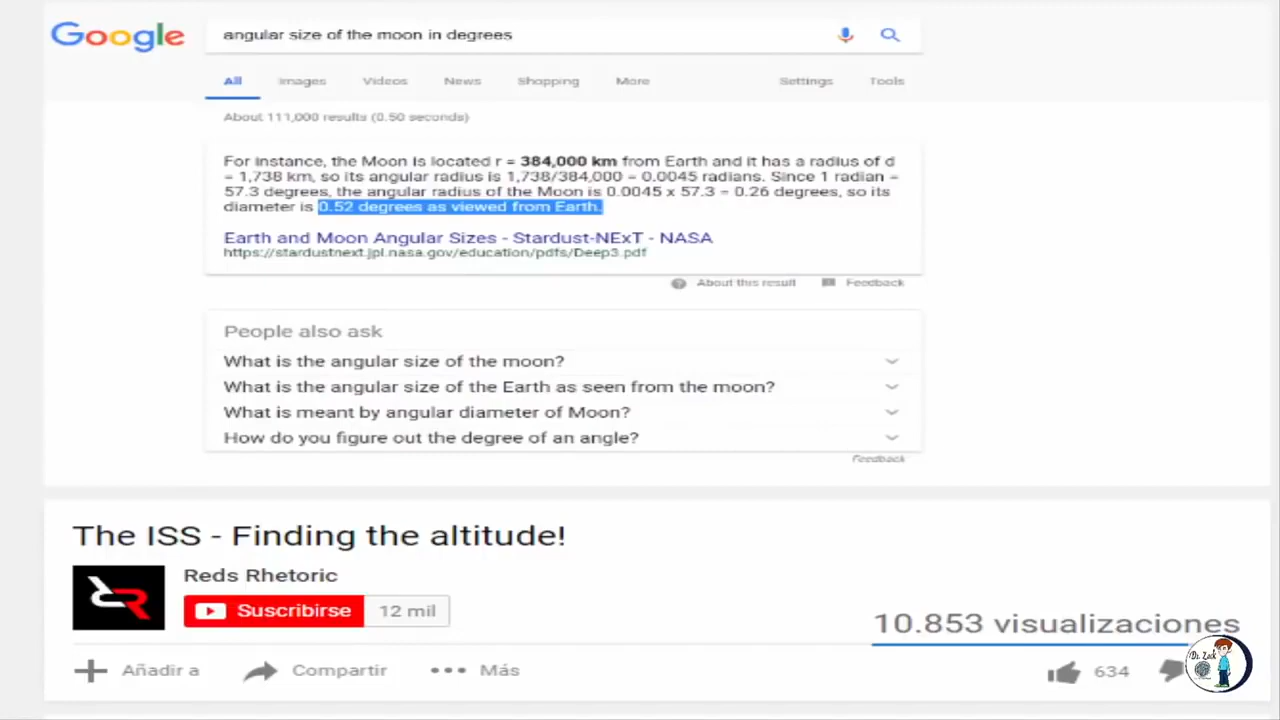 Google
angular size of the moon in degrees
All Images Videos News Shopping More Settings Tools
About 111,000 results (0.50 seconds)
For instance, the Moon is located r = 384,000 km from Earth and it has a radius of d
= 1,738 km, so its angular radius is 1,738/384,000 = 0.0045 radians. Since 1 radian =
57.3 degrees, the angular radius of the Moon is 0.0045 x 57.3 = 0.26 degrees, so its
diameter is 0.52 degrees as viewed from Earth.
Earth and Moon Angular Sizes - Stardust-NExT - NASA
https://stardustnext.jpl.nasa.gov/education/pdfs/Deep3.pdf
About this result Feedback
People also ask
What is the angular size of the moon?
What is the angular size of the Earth as seen from the moon?
What is meant by angular diameter of Moon?
How do you figure out the degree of an angle?
Feedback
The ISS - Finding the altitude!
Reds Rhetoric
Suscribirse 12 mil
10.853 visualizaciones
Añadir a Compartir Más 634
Dr. Zack